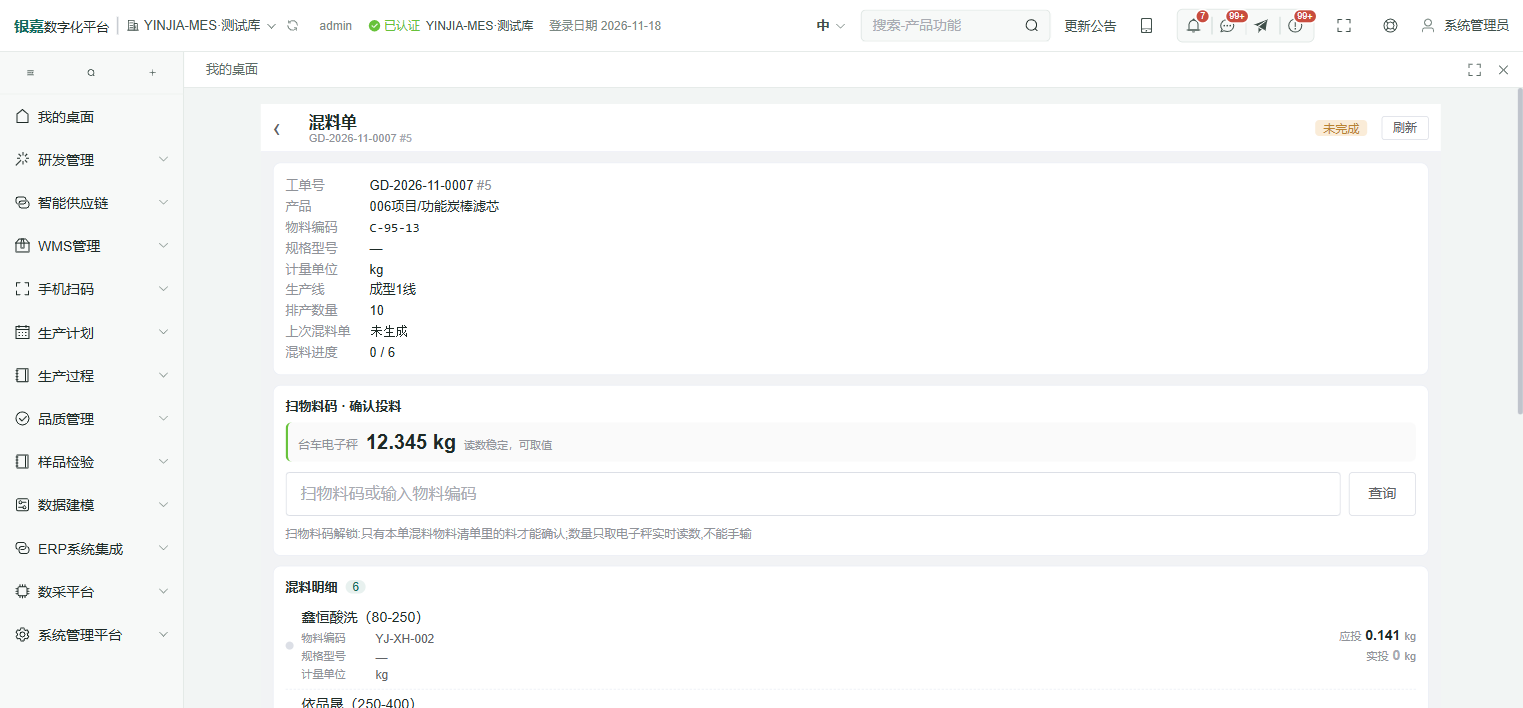 银嘉数字化平台 YINJIA-MES·测试库 admin 已认证 YINJIA-MES·测试库 登录日期 2026-11-18 中 搜索-产品功能 更新公告 7 99+ 99+ 系统管理员
我的桌面
我的桌面
研发管理
智能供应链
WMS管理
手机扫码
生产计划
生产过程
品质管理
样品检验
数据建模
ERP系统集成
数采平台
系统管理平台
混料单
GD-2026-11-0007 #5
未完成 刷新
工单号 GD-2026-11-0007 #5
产品 006项目/功能炭棒滤芯
物料编码 C-95-13
规格型号 —
计量单位 kg
生产线 成型1线
排产数量 10
上次混料单 未生成
混料进度 0 / 6
扫物料码 · 确认投料
台车电子秤 12.345 kg 读数稳定，可取值
扫物料码或输入物料编码 查询
扫物料码解锁:只有本单混料物料清单里的料才能确认;数量只取电子秤实时读数,不能手输
混料明细 6
鑫恒酸洗（80-250）
物料编码 YJ-XH-002
规格型号 —
计量单位 kg
应投 0.141 kg
实投 0 kg
依品晟（250-400）